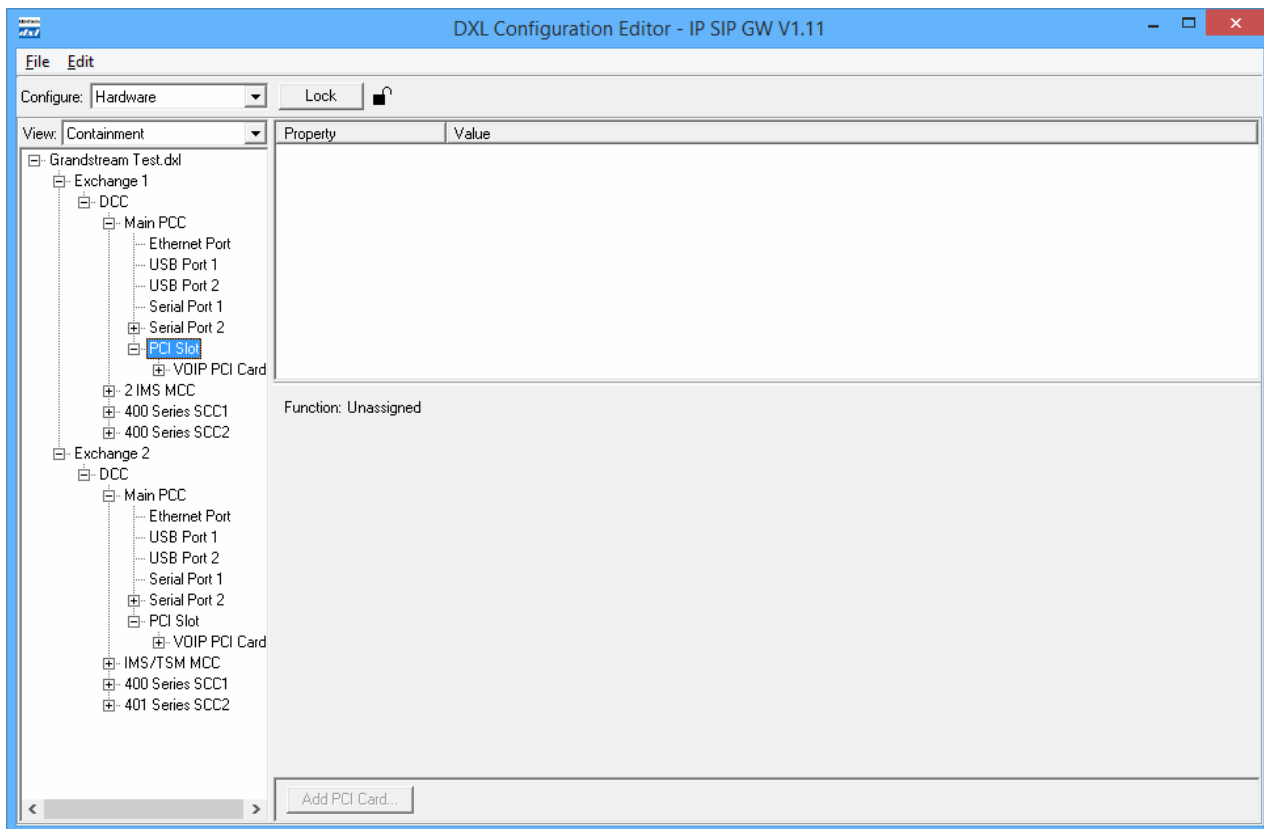 DXL Configuration Editor - IP SIP GW V1.11
File Edit
Configure: Hardware Lock
View: Containment Property Value
Grandstream Test.dxl
Exchange 1
DCC
Main PCC
Ethernet Port
USB Port 1
USB Port 2
Serial Port 1
Serial Port 2
PCI Slot
VOIP PCI Card
2 IMS MCC
400 Series SCC1
400 Series SCC2
Exchange 2
DCC
Main PCC
Ethernet Port
USB Port 1
USB Port 2
Serial Port 1
Serial Port 2
PCI Slot
VOIP PCI Card
IMS/TSM MCC
400 Series SCC1
401 Series SCC2
Function: Unassigned
Add PCI Card...